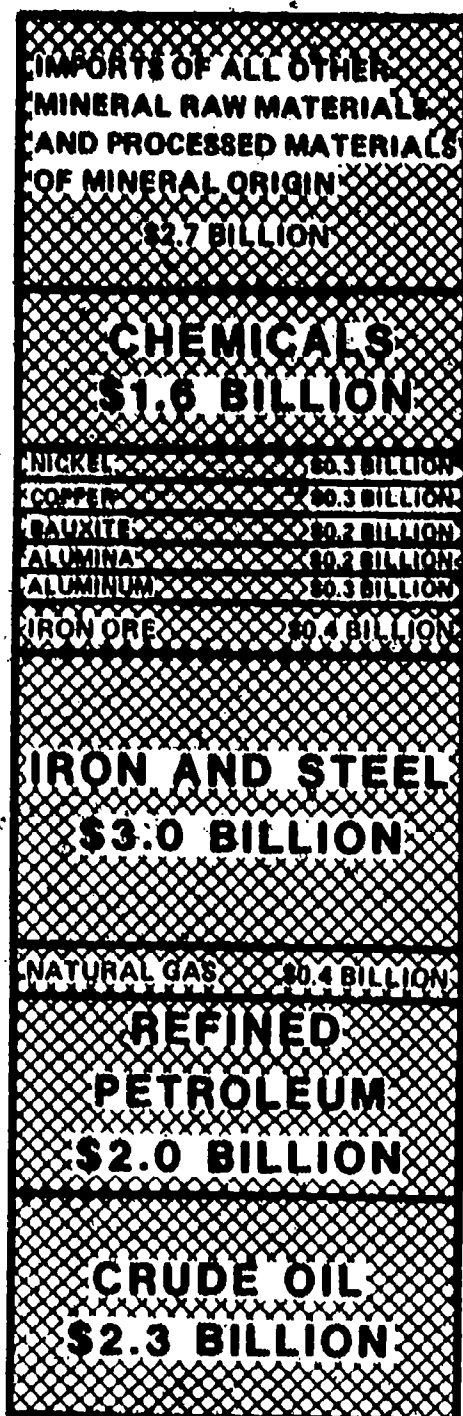 IMPORTS OF ALL OTHER
MINERAL RAW MATERIALS
AND PROCESSED MATERIALS
OF MINERAL ORIGIN
$2.7 BILLION
CHEMICALS
$1.6 BILLION
NICKEL $0.3 BILLION
COPPER $0.3 BILLION
BAUXITE $0.2 BILLION
ALUMINA $0.2 BILLION
ALUMINUM $0.3 BILLION
IRON ORE $0.4 BILLION
IRON AND STEEL
$3.0 BILLION
NATURAL GAS $0.4 BILLION
REFINED
PETROLEUM
$2.0 BILLION
CRUDE OIL
$2.3 BILLION